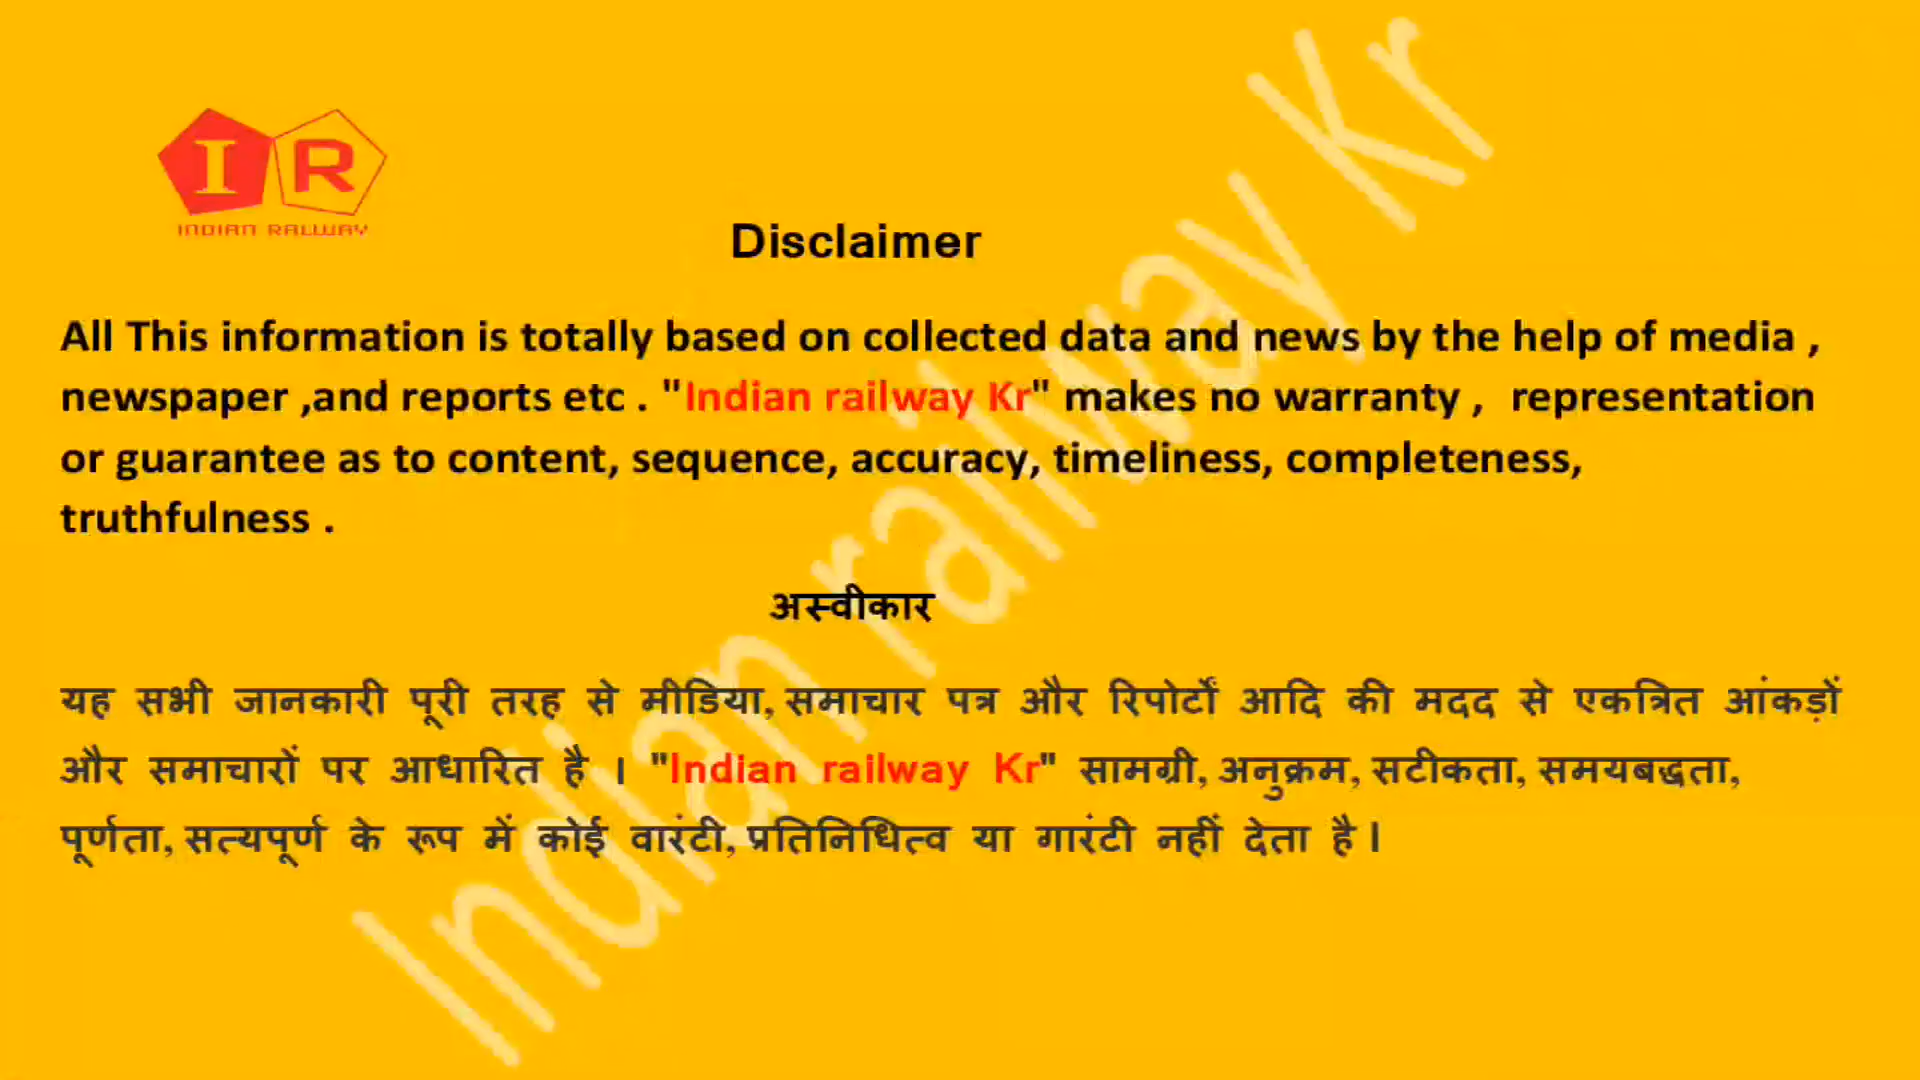 IR
INDIAN RAILWAY
Disclaimer
All This information is totally based on collected data and news by the help of media ,
newspaper ,and reports etc . "Indian railway Kr" makes no warranty , representation
or guarantee as to content, sequence, accuracy, timeliness, completeness,
truthfulness .
अस्वीकार
यह सभी जानकारी पूरी तरह से मीडिया, समाचार पत्र और रिपोर्टों आदि की मदद से एकत्रित आंकड़ों
और समाचारों पर आधारित है । "Indian railway Kr" सामग्री, अनुक्रम, सटीकता, समयबद्धता,
पूर्णता, सत्यपूर्ण के रूप में कोई वारंटी, प्रतिनिधित्व या गारंटी नहीं देता है।
Indian railway Kr